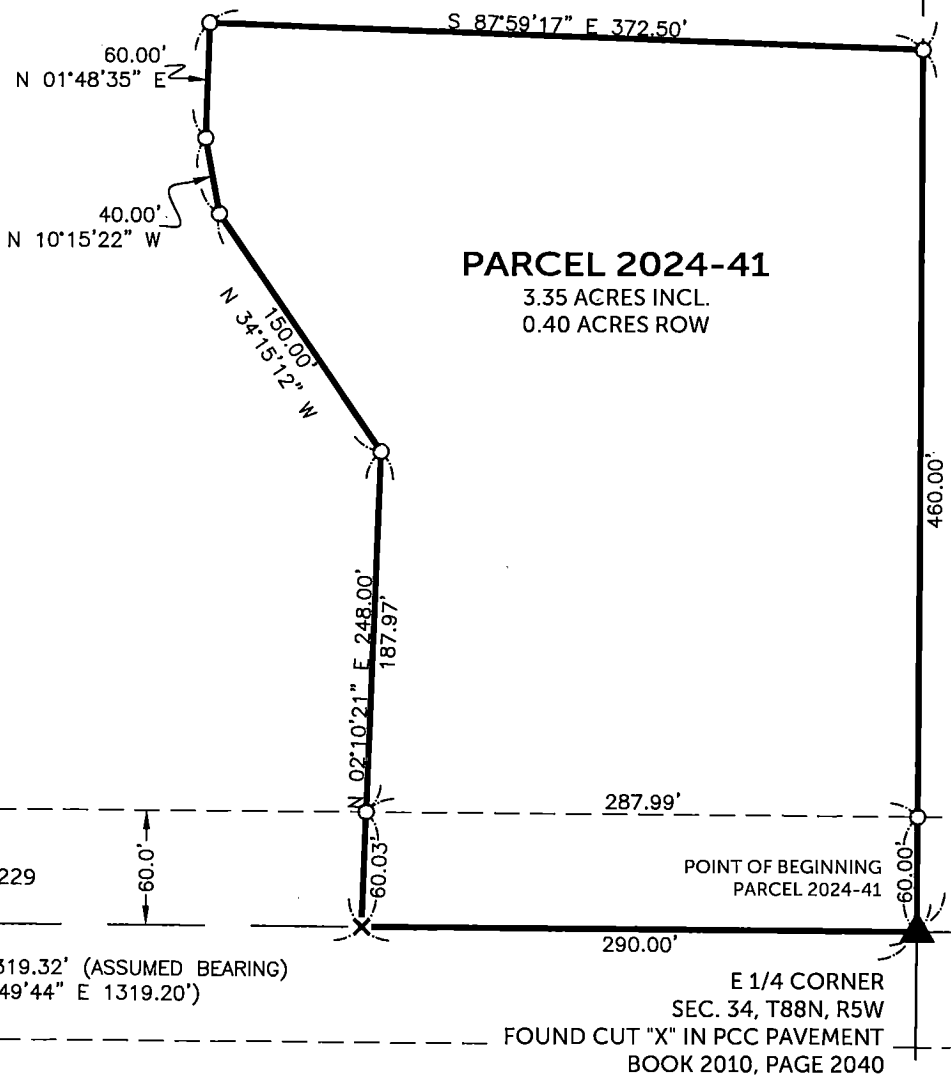 S 87°59'17" E 372.50'
60.00'
N 01°48'35" E
40.00'
N 10°15'22" W
PARCEL 2024-41
3.35 ACRES INCL.
0.40 ACRES ROW
150.00'
N 34°15'12" W
460.00'
N 02°10'21" E 248.00'
187.97'
287.99'
60.0'
229
60.03'
POINT OF BEGINNING
PARCEL 2024-41
60.00'
290.00'
319.32' (ASSUMED BEARING)
49'44" E 1319.20')
E 1/4 CORNER
SEC. 34, T88N, R5W
FOUND CUT "X" IN PCC PAVEMENT
BOOK 2010, PAGE 2040